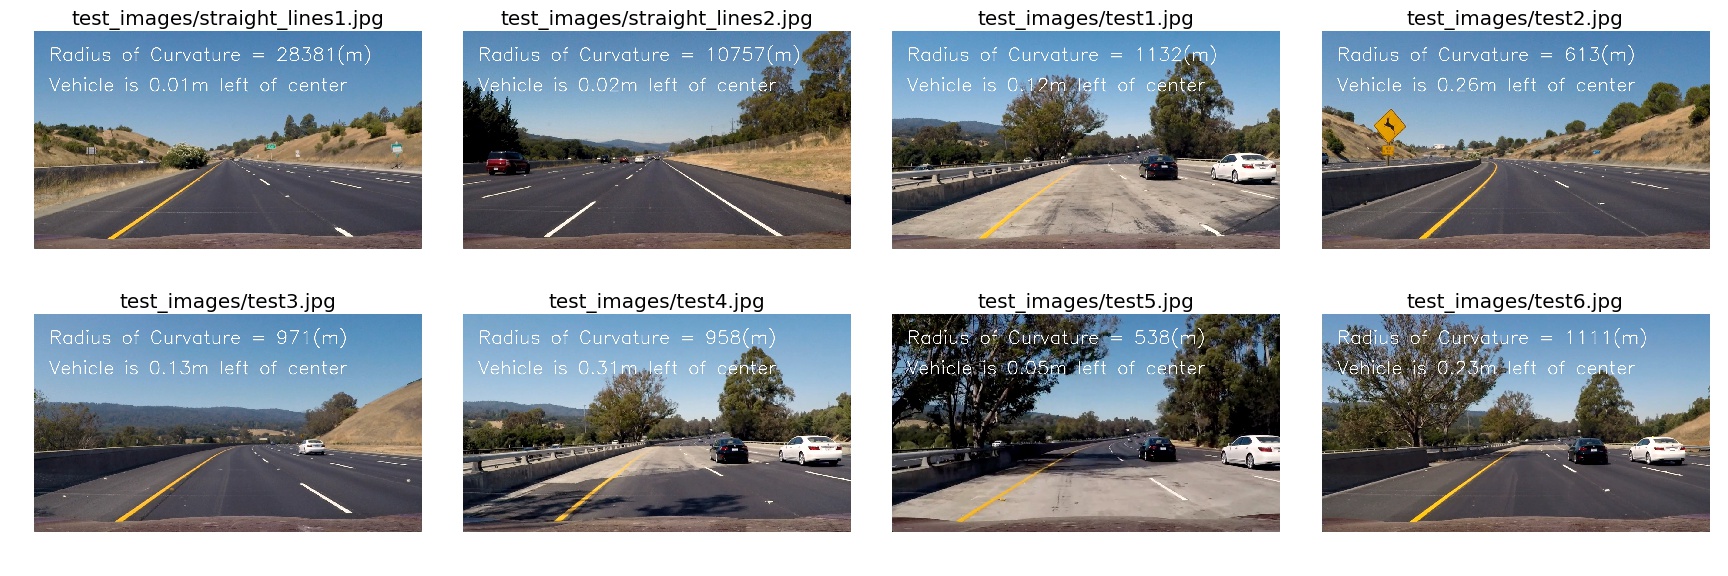 test_images/straight_lines1.jpg
Radius of Curvature = 28381(m)
Vehicle is 0.01m left of center
test_images/straight_lines2.jpg
Radius of Curvature = 10757(m)
Vehicle is 0.02m left of center
test_images/test1.jpg
Radius of Curvature = 1132(m)
Vehicle is 0.12m left of center
test_images/test2.jpg
Radius of Curvature = 613(m)
Vehicle is 0.26m left of center
test_images/test3.jpg
Radius of Curvature = 971(m)
Vehicle is 0.13m left of center
test_images/test4.jpg
Radius of Curvature = 958(m)
Vehicle is 0.31m left of center
test_images/test5.jpg
Radius of Curvature = 538(m)
Vehicle is 0.05m left of center
test_images/test6.jpg
Radius of Curvature = 1111(m)
Vehicle is 0.23m left of center